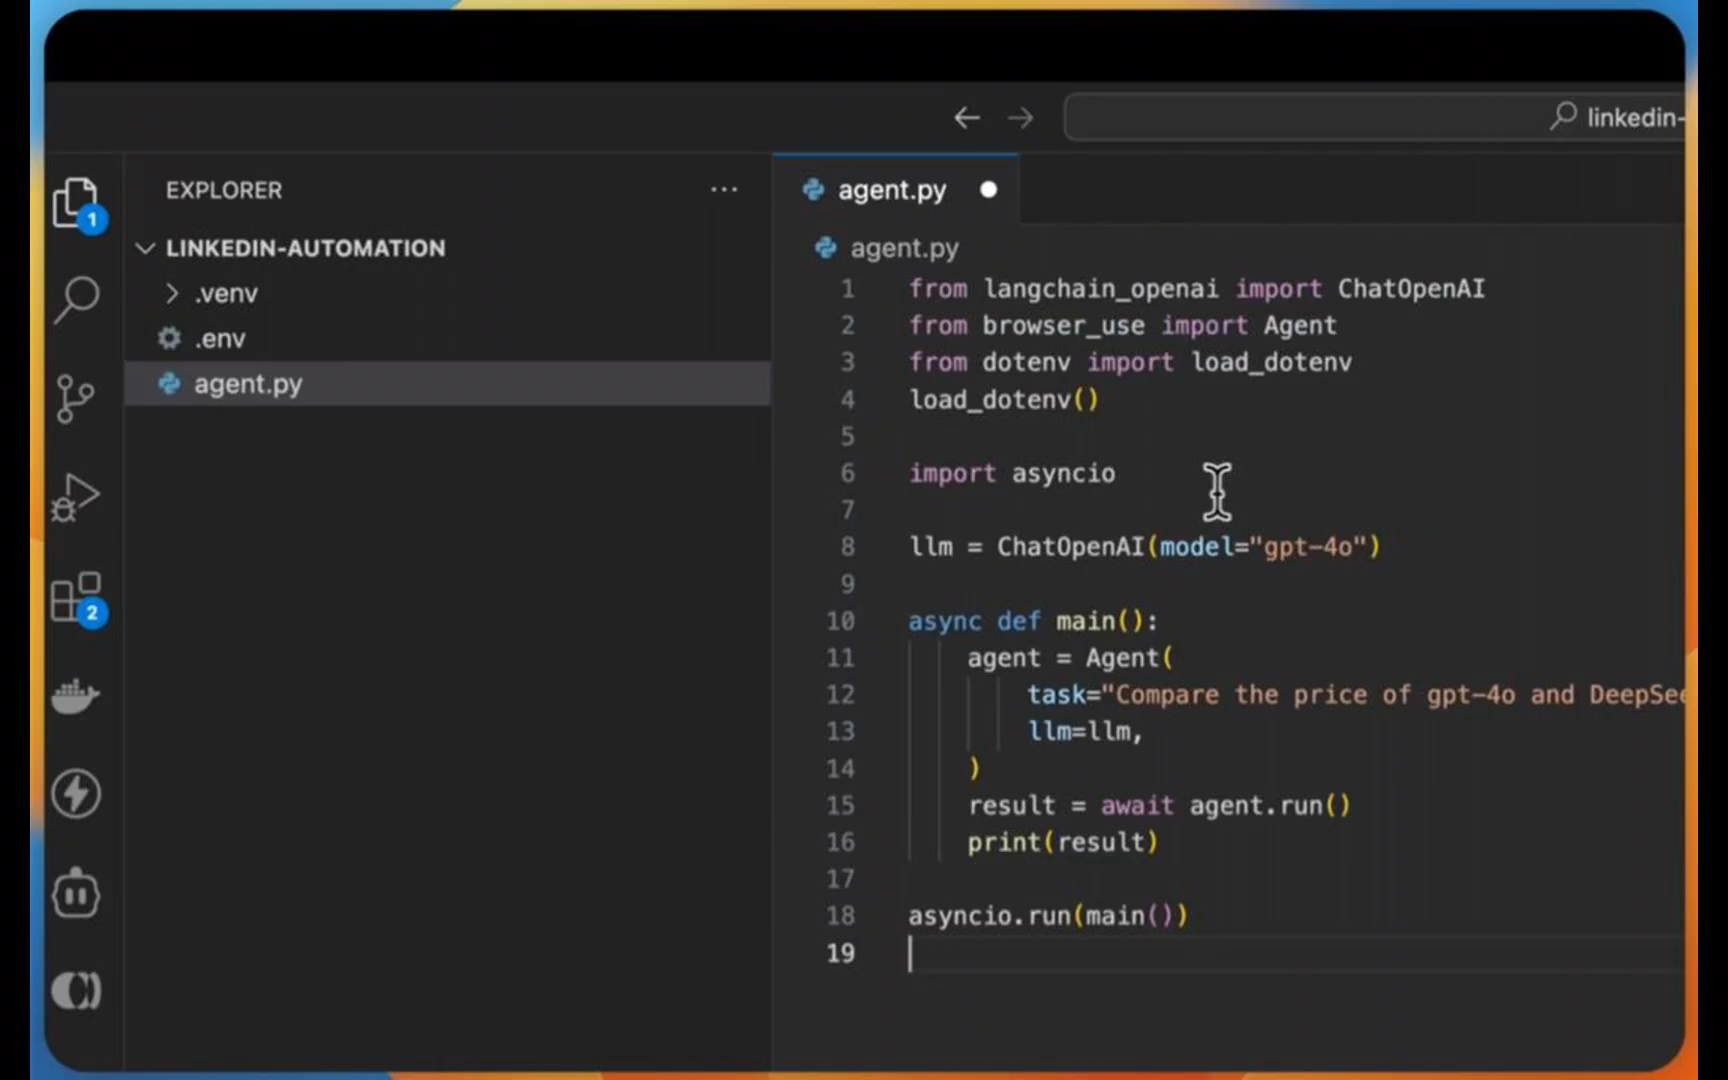 linkedin-
EXPLORER
...
1
LINKEDIN-AUTOMATION
.venv
.env
agent.py
2
agent.py
agent.py
1 from langchain_openai import ChatOpenAI
2 from browser_use import Agent
3 from dotenv import load_dotenv
4 load_dotenv()
5
6 import asyncio
7
8 llm = ChatOpenAI(model="gpt-4o")
9
10 async def main():
11 agent = Agent(
12 task="Compare the price of gpt-4o and DeepSee
13 llm=llm,
14 )
15 result = await agent.run()
16 print(result)
17
18 asyncio.run(main())
19